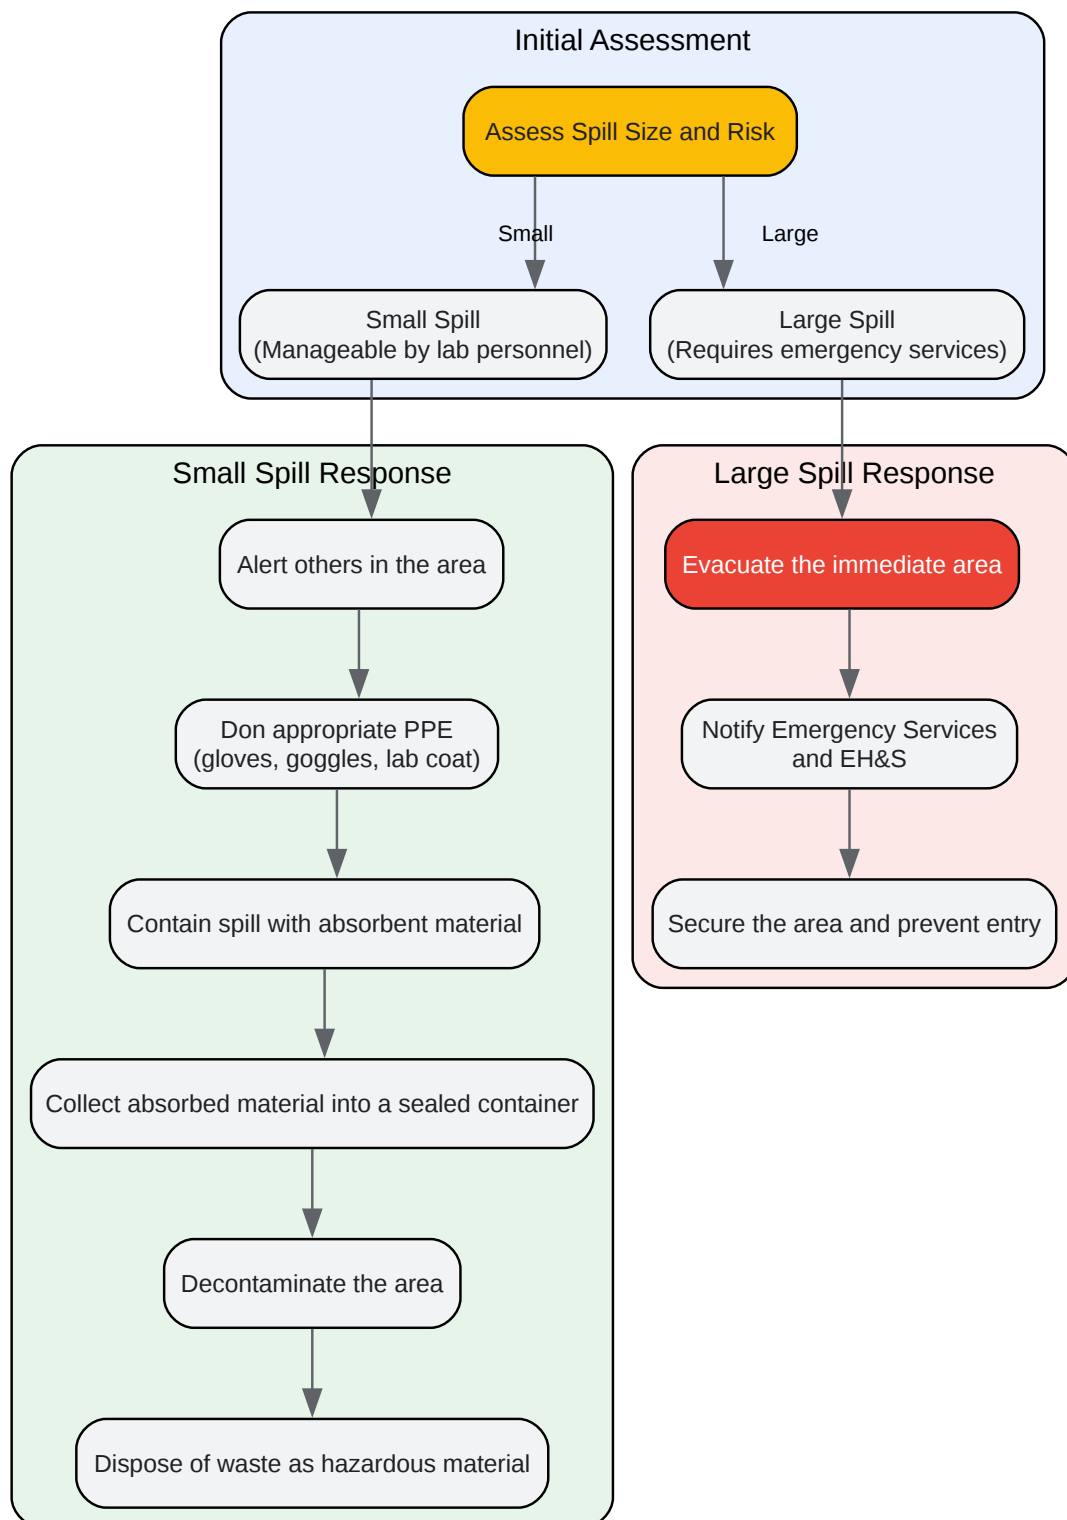 Initial Assessment
Assess Spill Size and Risk
Small
Large
Small Spill
(Manageable by lab personnel)
Large Spill
(Requires emergency services)
Small Spill Response
Alert others in the area
Don appropriate PPE
(gloves, goggles, lab coat)
Contain spill with absorbent material
Collect absorbed material into a sealed container
Decontaminate the area
Dispose of waste as hazardous material
Large Spill Response
Evacuate the immediate area
Notify Emergency Services
and EH&S
Secure the area and prevent entry